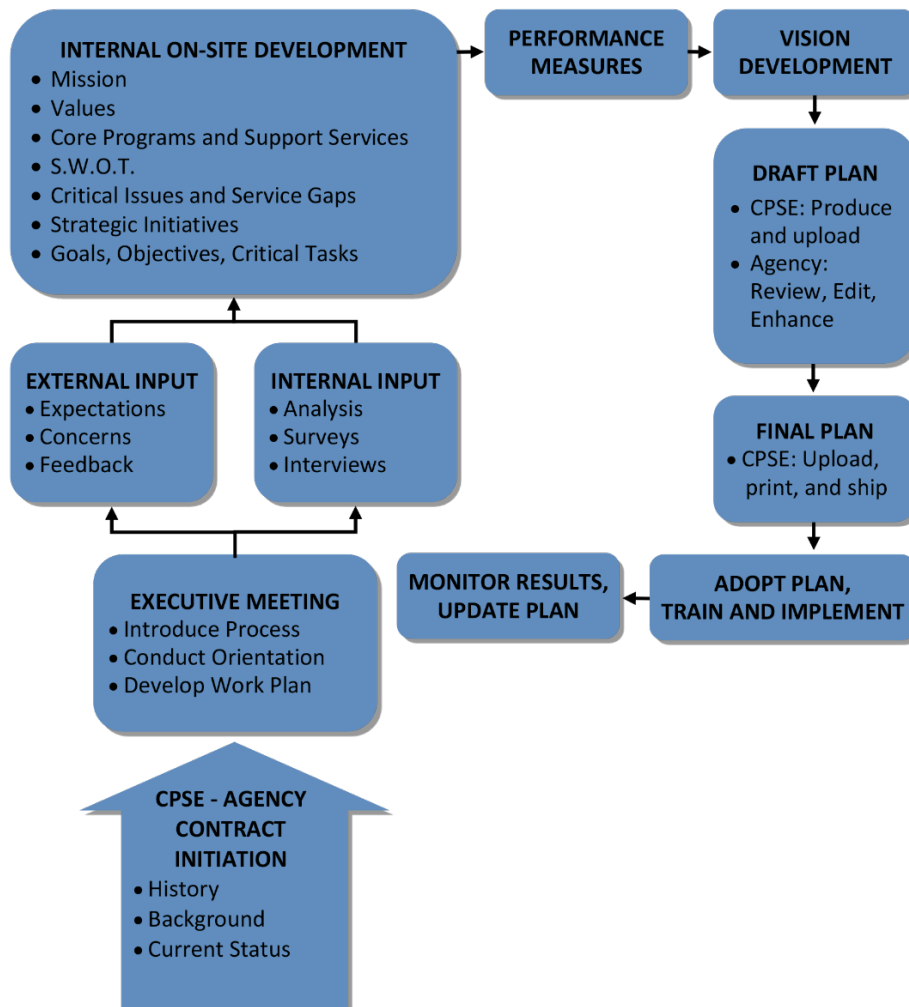 INTERNAL ON-SITE DEVELOPMENT
• Mission
• Values
• Core Programs and Support Services
• S.W.O.T.
• Critical Issues and Service Gaps
• Strategic Initiatives
• Goals, Objectives, Critical Tasks
PERFORMANCE
MEASURES
VISION
DEVELOPMENT
DRAFT PLAN
• CPSE: Produce
and upload
• Agency:
Review, Edit,
Enhance
EXTERNAL INPUT
• Expectations
• Concerns
• Feedback
INTERNAL INPUT
• Analysis
• Surveys
• Interviews
FINAL PLAN
• CPSE: Upload,
print, and ship
EXECUTIVE MEETING
• Introduce Process
• Conduct Orientation
• Develop Work Plan
MONITOR RESULTS,
UPDATE PLAN
ADOPT PLAN,
TRAIN AND IMPLEMENT
CPSE - AGENCY
CONTRACT
INITIATION
• History
• Background
• Current Status